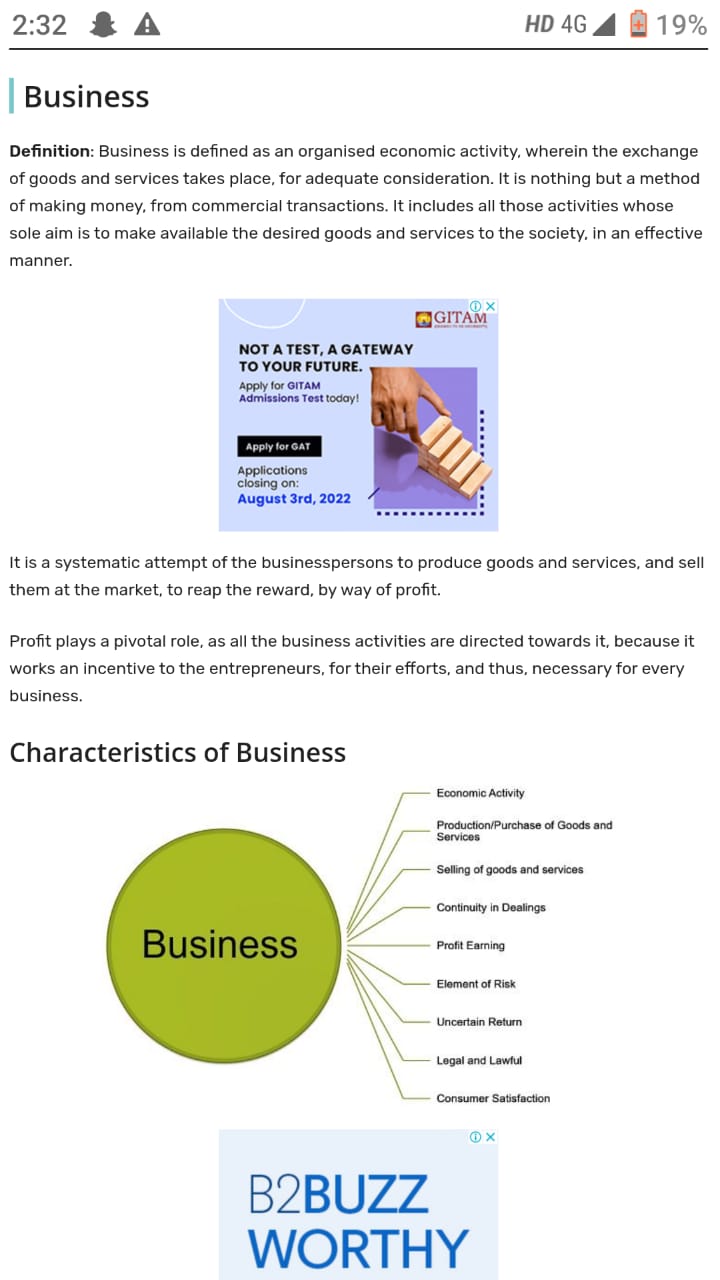 2:32 HD 4G 19%
Business
Definition: Business is defined as an organised economic activity, wherein the exchange
of goods and services takes place, for adequate consideration. It is nothing but a method
of making money, from commercial transactions. It includes all those activities whose
sole aim is to make available the desired goods and services to the society, in an effective
manner.
GITAM
NOT A TEST, A GATEWAY
TO YOUR FUTURE.
Apply for GITAM
Admissions Test today!
Apply for GAT
Applications
closing on:
August 3rd, 2022
It is a systematic attempt of the businesspersons to produce goods and services, and sell
them at the market, to reap the reward, by way of profit.
Profit plays a pivotal role, as all the business activities are directed towards it, because it
works an incentive to the entrepreneurs, for their efforts, and thus, necessary for every
business.
Characteristics of Business
Business
Economic Activity
Production/Purchase of Goods and
Services
Selling of goods and services
Continuity in Dealings
Profit Earning
Element of Risk
Uncertain Return
Legal and Lawful
Consumer Satisfaction
B2BUZZ
WORTHY